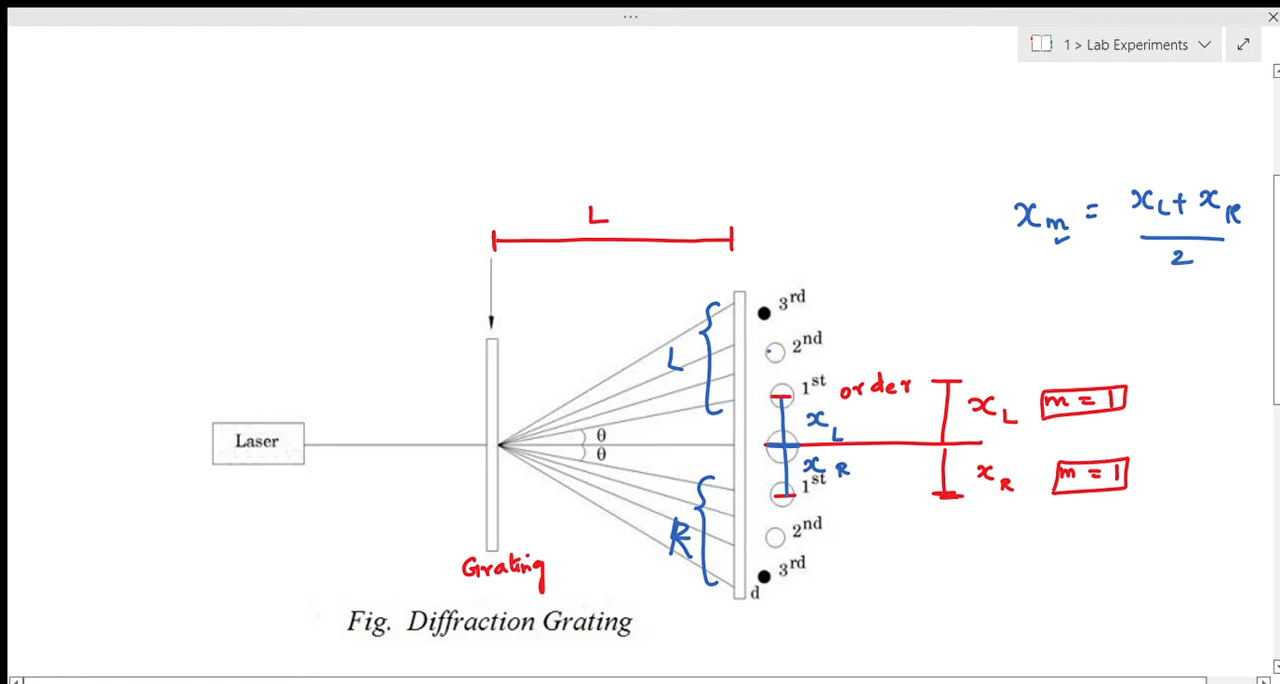 1 > Lab Experiments
L
x_m = (x_L + x_R) / 2
3rd
L
2nd
1st order
x_L
x_L m = 1
Laser
θ
θ
x_R
x_R m = 1
1st
R
2nd
Grating
3rd
d
Fig. Diffraction Grating